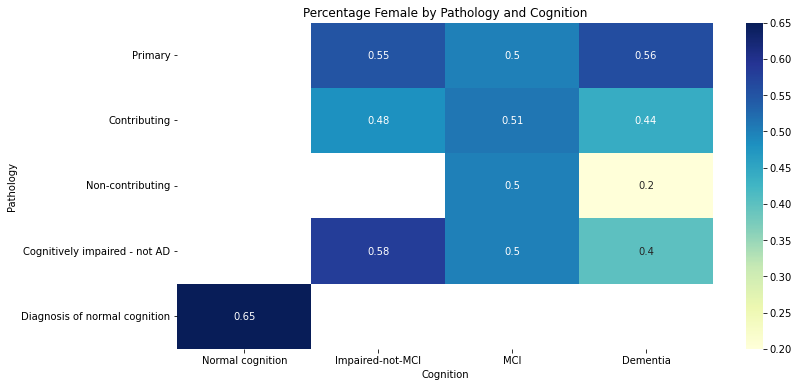 Percentage Female by Pathology and Cognition
Pathology
Primary
0.55 0.5 0.56
Contributing
0.48 0.51 0.44
Non-contributing
0.5 0.2
Cognitively impaired - not AD
0.58 0.5 0.4
Diagnosis of normal cognition
0.65
Normal cognition Impaired-not-MCI MCI Dementia
Cognition
0.65
0.60
0.55
0.50
0.45
0.40
0.35
0.30
0.25
0.20